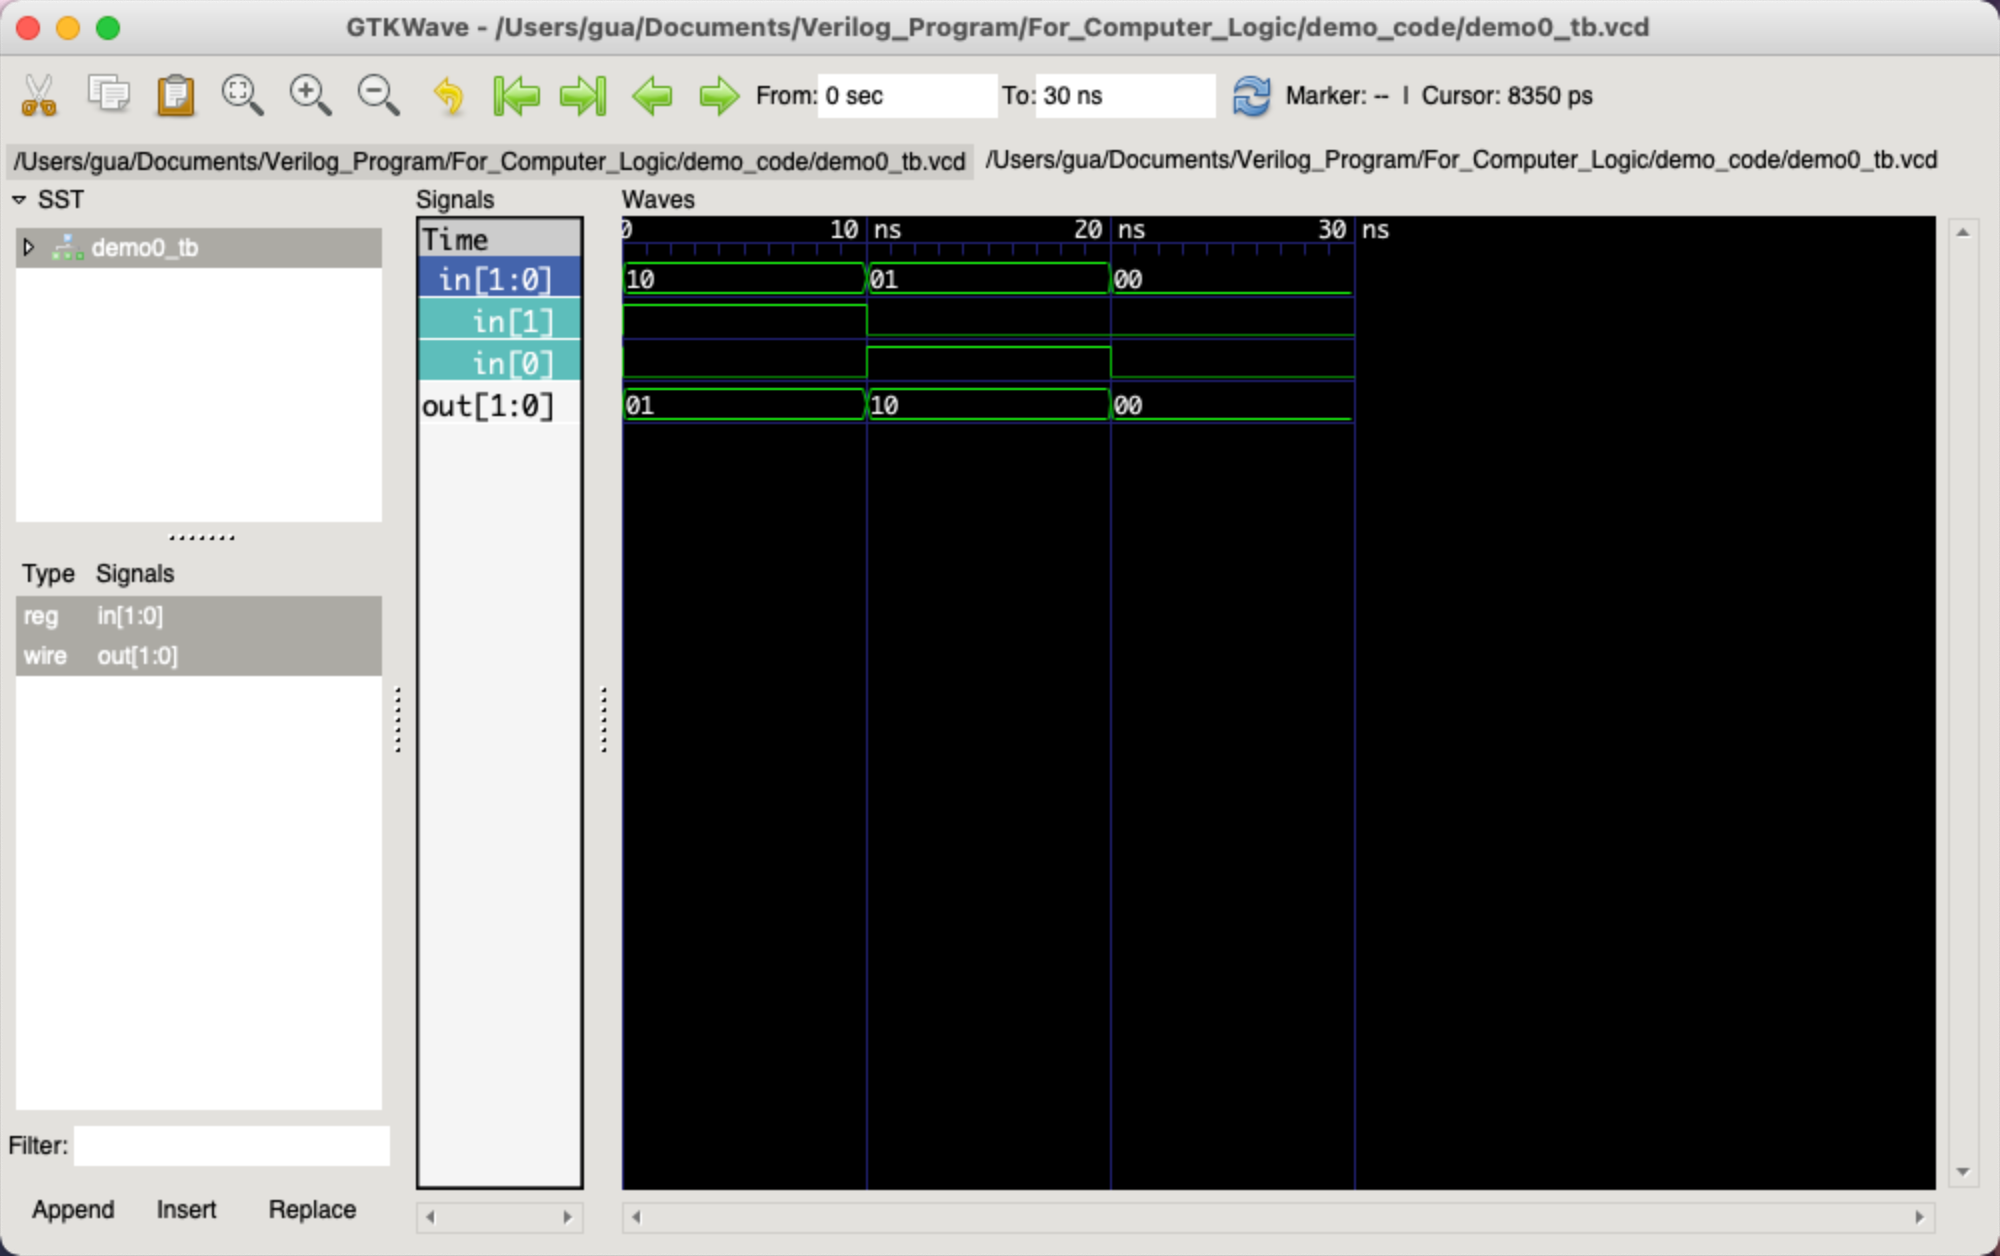 GTKWave - /Users/gua/Documents/Verilog_Program/For_Computer_Logic/demo_code/demo0_tb.vcd
From: 0 sec To: 30 ns Marker: -- | Cursor: 8350 ps
/Users/gua/Documents/Verilog_Program/For_Computer_Logic/demo_code/demo0_tb.vcd /Users/gua/Documents/Verilog_Program/For_Computer_Logic/demo_code/demo0_tb.vcd
SST
demo0_tb
Type Signals
reg in[1:0]
wire out[1:0]
Filter:
Append Insert Replace
Signals
Time
in[1:0]
in[1]
in[0]
out[1:0]
Waves
0 10 ns 20 ns 30 ns
10 01 00
01 10 00